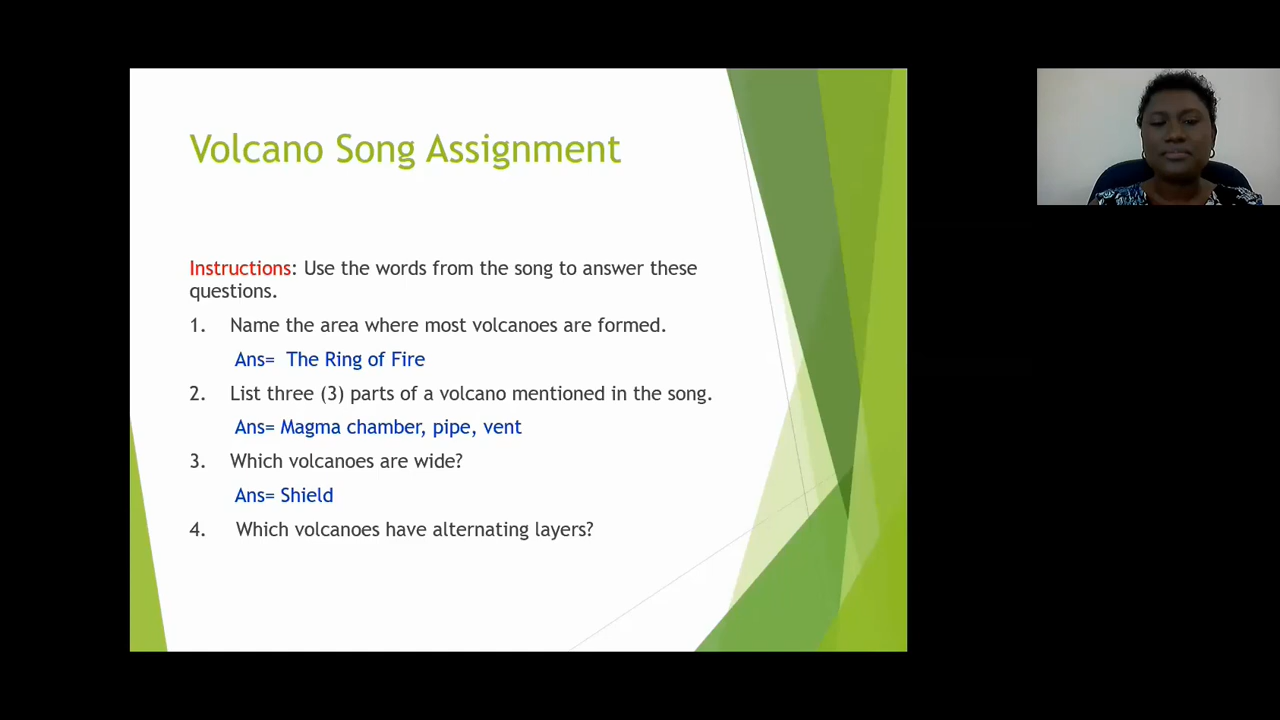 Volcano Song Assignment
Instructions: Use the words from the song to answer these
questions.
1. Name the area where most volcanoes are formed.
Ans= The Ring of Fire
2. List three (3) parts of a volcano mentioned in the song.
Ans= Magma chamber, pipe, vent
3. Which volcanoes are wide?
Ans= Shield
4. Which volcanoes have alternating layers?